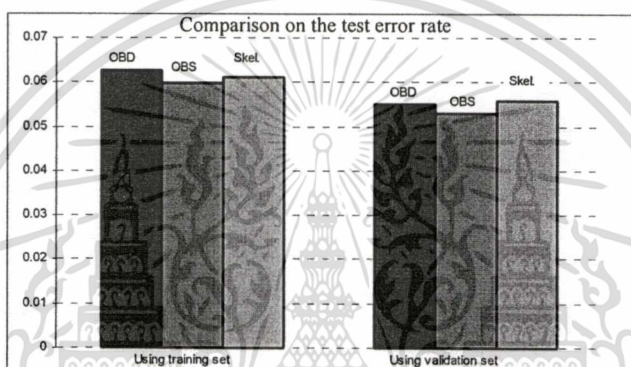 Comparison on the test error rate
0.07
0.06
0.05
0.04
0.03
0.02
0.01
0
OBD
OBS
Skel.
OBD
OBS
Skel.
Using training set
Using validation set